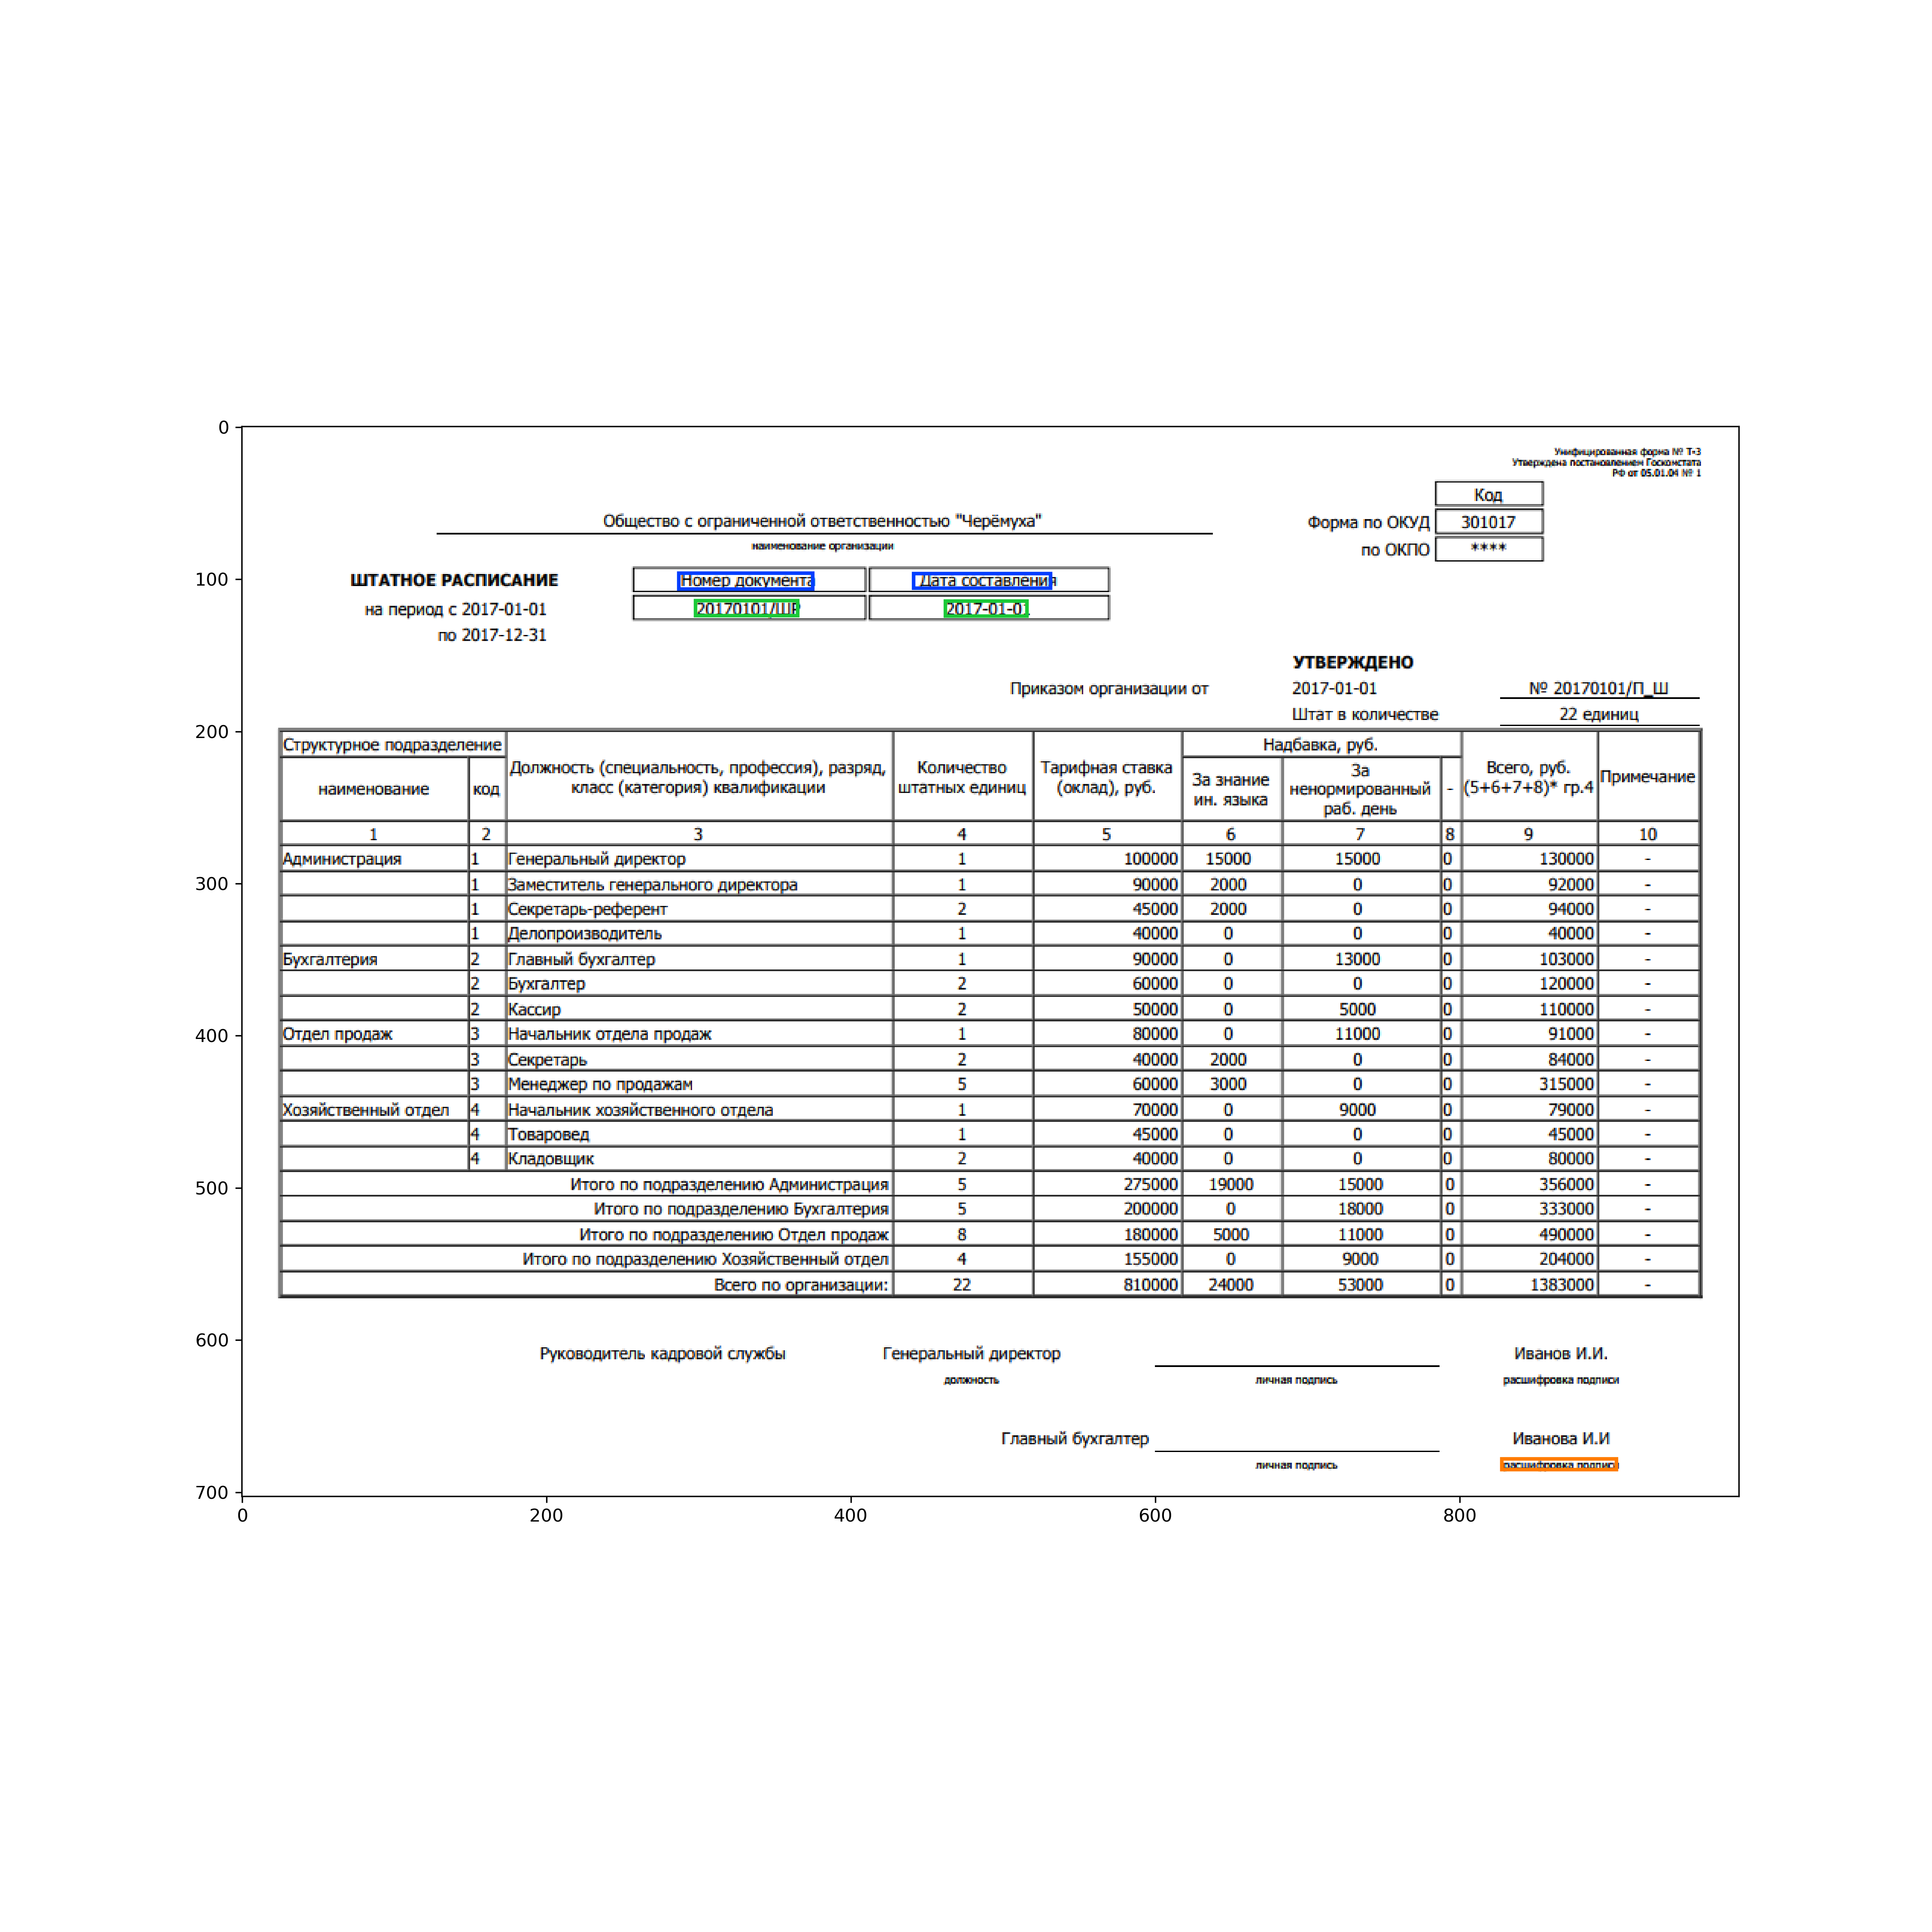 Унифицированная форма № Т-3
Утверждена постановлением Госкомстата
РФ от 05.01.04 № 1
Код
Общество с ограниченной ответственностью "Черёмуха"
Форма по ОКУД 301017
наименование организации
по ОКПО ****
ШТАТНОЕ РАСПИСАНИЕ Номер документа Дата составления
на период с 2017-01-01 20170101/ШР 2017-01-01
по 2017-12-31
УТВЕРЖДЕНО
Приказом организации от 2017-01-01 № 20170101/П_Ш
Штат в количестве 22 единиц
Структурное подразделение
наименование
код
Должность (специальность, профессия), разряд,
класс (категория) квалификации
Количество
штатных единиц
Тарифная ставка
(оклад), руб.
Надбавка, руб.
За знание
ин. языка
За
ненормированный
раб. день
-
Всего, руб.
(5+6+7+8)* гр.4
Примечание
1 2 3 4 5 6 7 8 9 10
Администрация 1 Генеральный директор 1 100000 15000 15000 0 130000 -
1 Заместитель генерального директора 1 90000 2000 0 0 92000 -
1 Секретарь-референт 2 45000 2000 0 0 94000 -
1 Делопроизводитель 1 40000 0 0 0 40000 -
Бухгалтерия 2 Главный бухгалтер 1 90000 0 13000 0 103000 -
2 Бухгалтер 2 60000 0 0 0 120000 -
2 Кассир 2 50000 0 5000 0 110000 -
Отдел продаж 3 Начальник отдела продаж 1 80000 0 11000 0 91000 -
3 Секретарь 2 40000 2000 0 0 84000 -
3 Менеджер по продажам 5 60000 3000 0 0 315000 -
Хозяйственный отдел 4 Начальник хозяйственного отдела 1 70000 0 9000 0 79000 -
4 Товаровед 1 45000 0 0 0 45000 -
4 Кладовщик 2 40000 0 0 0 80000 -
Итого по подразделению Администрация 5 275000 19000 15000 0 356000 -
Итого по подразделению Бухгалтерия 5 200000 0 18000 0 333000 -
Итого по подразделению Отдел продаж 8 180000 5000 11000 0 490000 -
Итого по подразделению Хозяйственный отдел 4 155000 0 9000 0 204000 -
Всего по организации: 22 810000 24000 53000 0 1383000 -
Руководитель кадровой службы Генеральный директор Иванов И.И.
должность личная подпись расшифровка подписи
Главный бухгалтер Иванова И.И
личная подпись расшифровка подписи
0
100
200
300
400
500
600
700
0 200 400 600 800